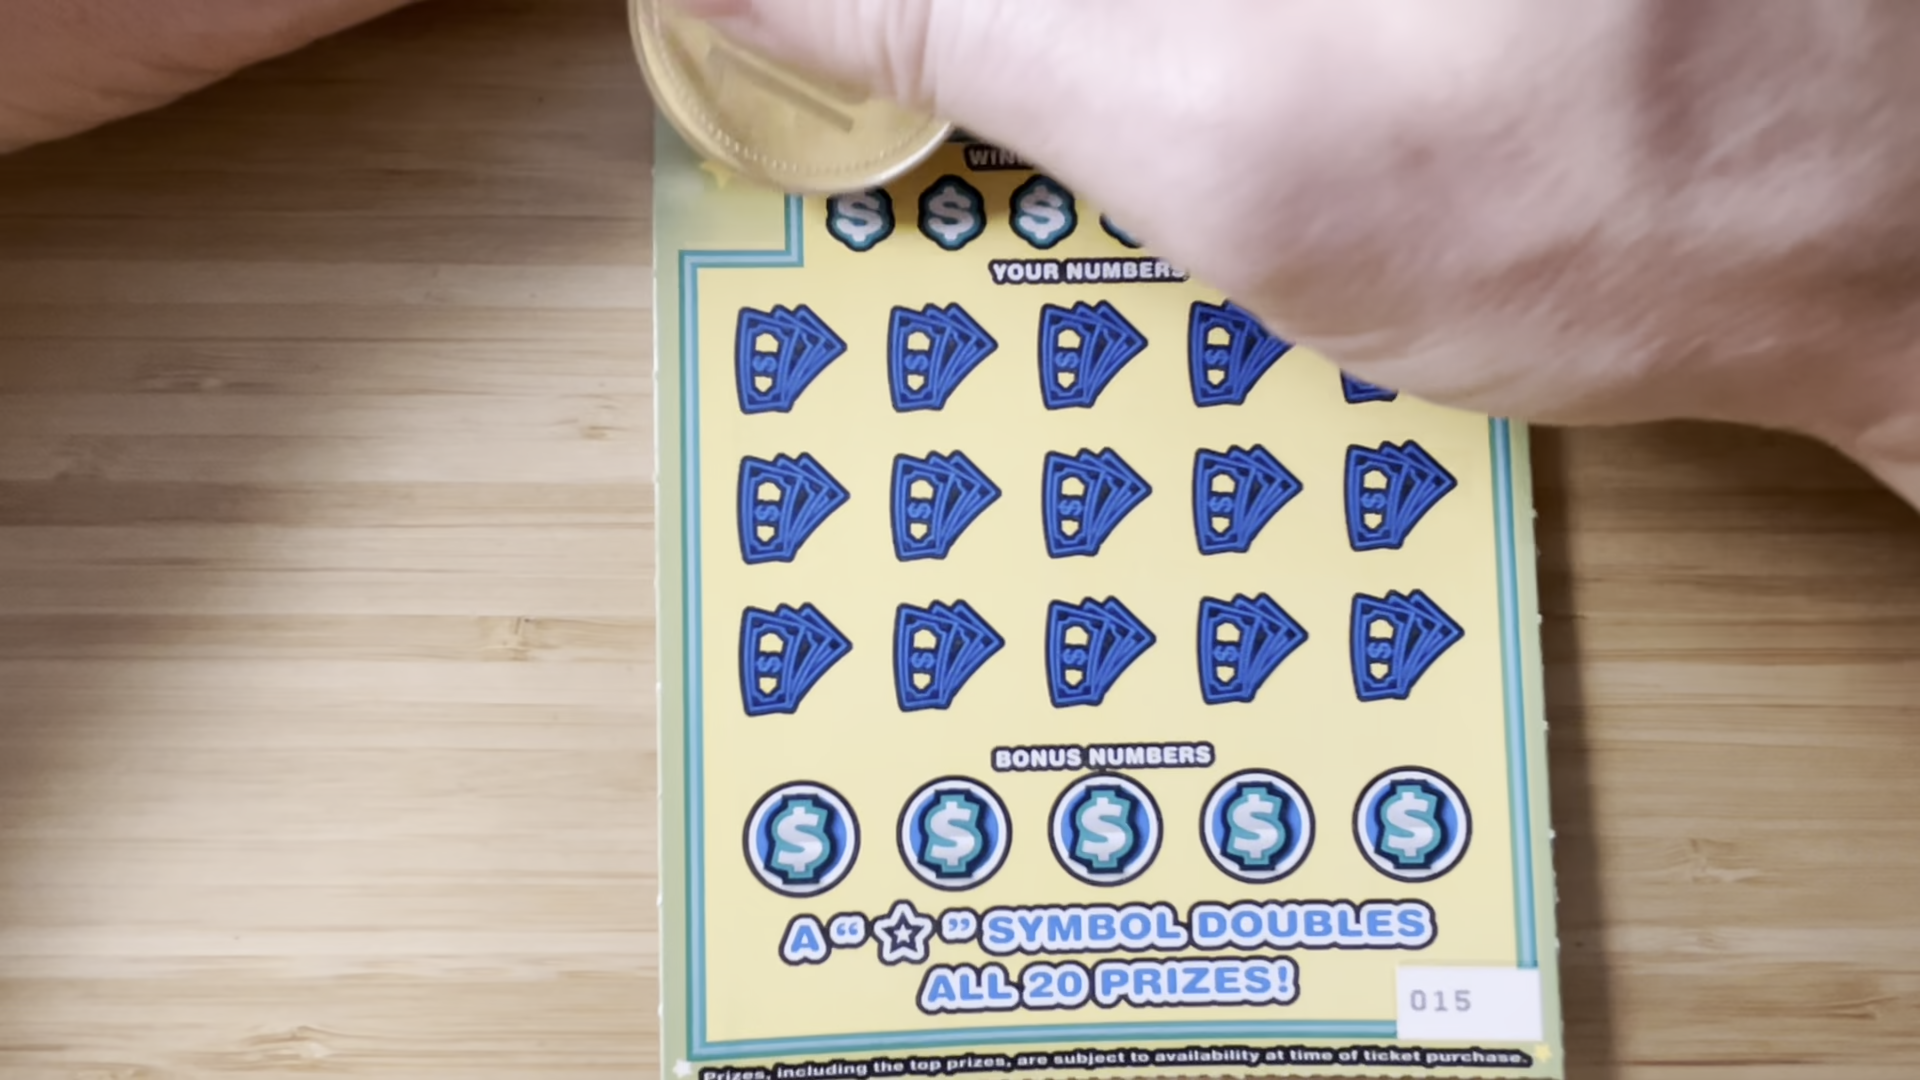 YOUR NUMBERS
BONUS NUMBERS
A “☆” SYMBOL DOUBLES
ALL 20 PRIZES!
015
Prizes, including the top prizes, are subject to availability at time of ticket purchase.